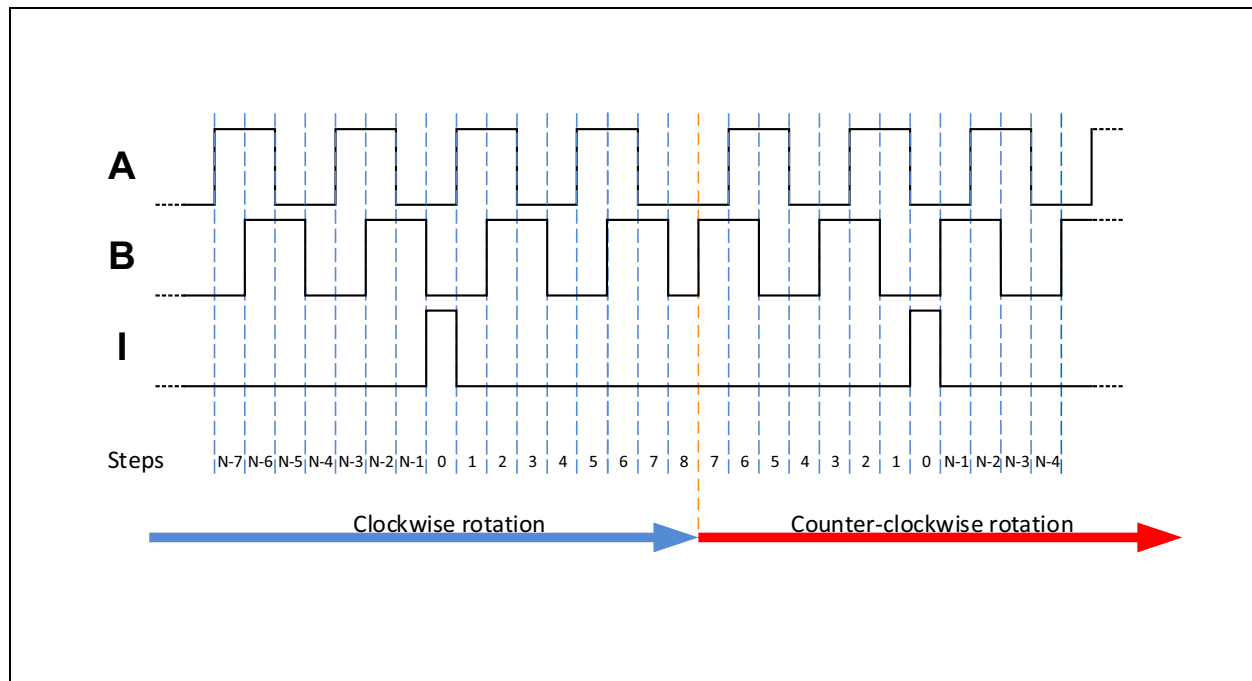 A
B
I
Steps N-7 N-6 N-5 N-4 N-3 N-2 N-1 0 1 2 3 4 5 6 7 8 7 6 5 4 3 2 1 0 N-1 N-2 N-3 N-4
Clockwise rotation Counter-clockwise rotation